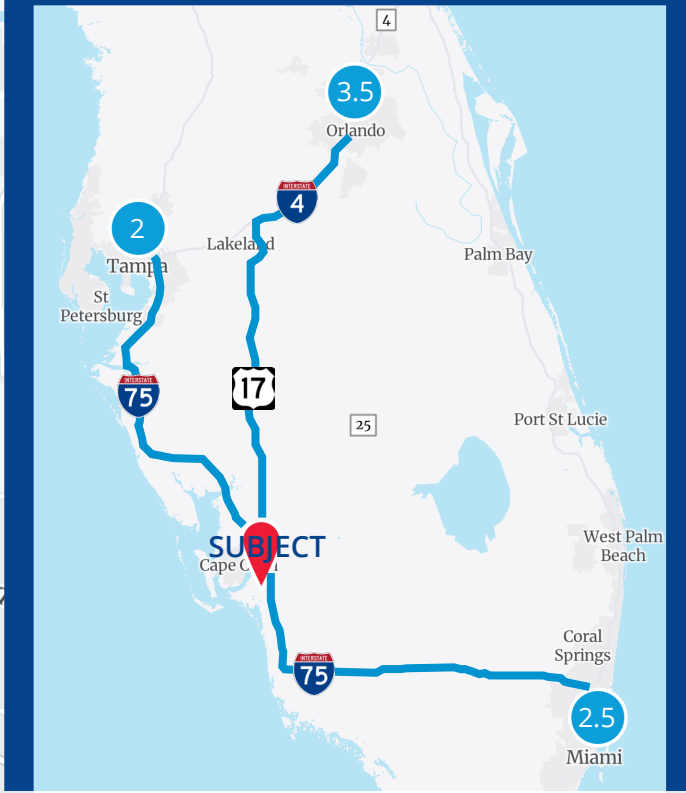 4
3.5
Orlando
INTERSTATE
4
2
Tampa
Lakeland
Palm Bay
St
Petersburg
INTERSTATE
75
17
25
Port St Lucie
SUBJECT
West Palm
Beach
Coral
Springs
INTERSTATE
75
2.5
Miami